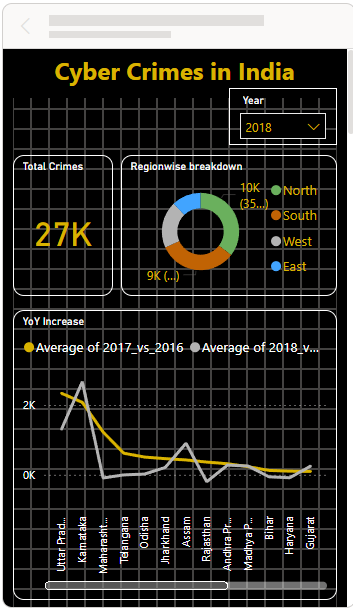 Cyber Crimes in India
Year
2018
Total Crimes
27K
Regionwise breakdown
10K
(35...)
9K (...)
North
South
West
East
YoY Increase
Average of 2017_vs_2016
Average of 2018_v...
2K
0K
Uttar Prad...
Karnataka
Maharasht...
Telangana
Odisha
Jharkhand
Assam
Rajasthan
Andhra Pr...
Madhya P...
Bihar
Haryana
Gujarat